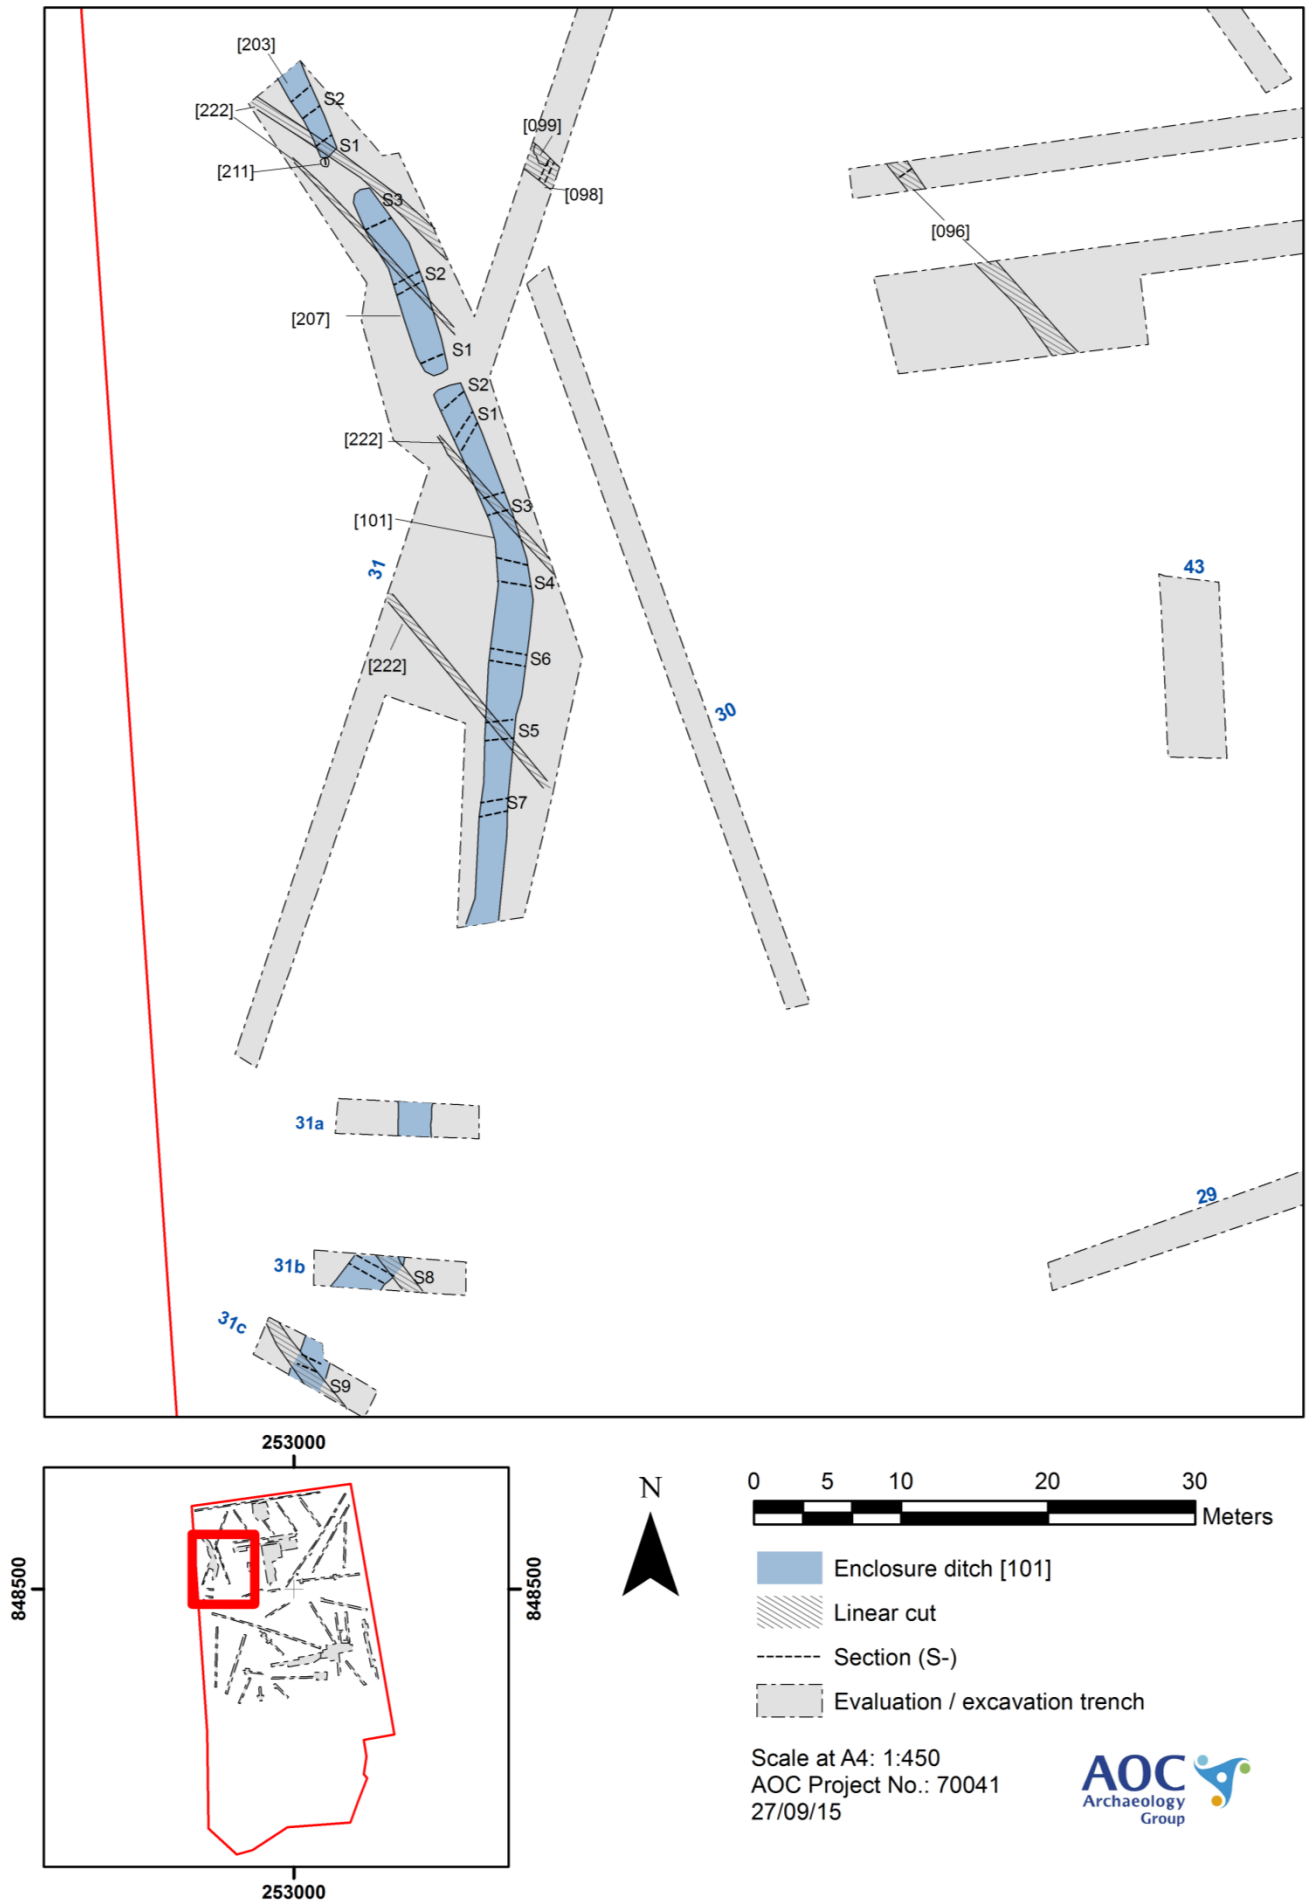 [203]
S2
[222]
S1
[211]
[099]
[098]
[096]
S3
S2
[207]
S1
S2
S1
[222]
S3
[101]
S4
31
43
[222]
S6
30
S5
S7
31a
29
31b
S8
31c
S9
253000
848500
848500
253000
N
0 5 10 20 30
Meters
Enclosure ditch [101]
Linear cut
Section (S-)
Evaluation / excavation trench
Scale at A4: 1:450
AOC Project No.: 70041
27/09/15
AOC
Archaeology
Group